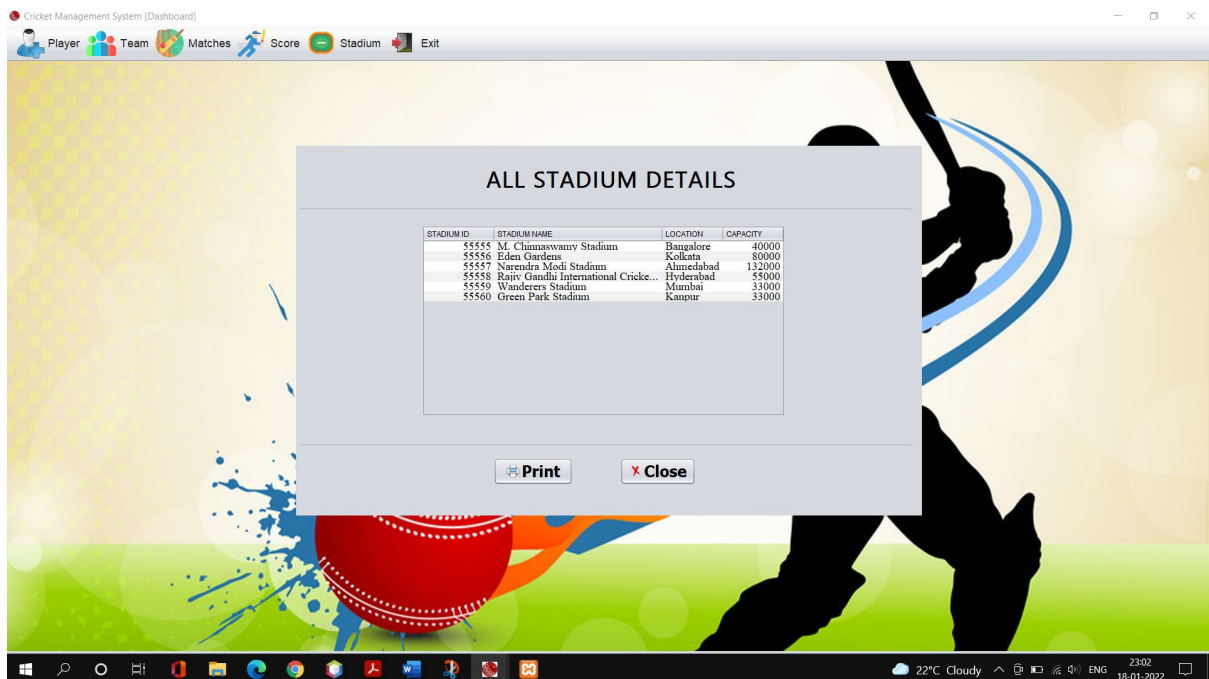 Cricket Management System [Dashboard]
Player Team Matches Score Stadium Exit
ALL STADIUM DETAILS
STADIUM ID STADIUM NAME LOCATION CAPACITY
55555 M. Chinnaswamy Stadium Bangalore 40000
55556 Eden Gardens Kolkata 80000
55557 Narendra Modi Stadium Ahmedabad 132000
55558 Rajiv Gandhi International Cricke... Hyderabad 55000
55559 Wanderers Stadium Mumbai 33000
55560 Green Park Stadium Kanpur 33000
Print Close
22°C Cloudy ENG 23:02
18-01-2022